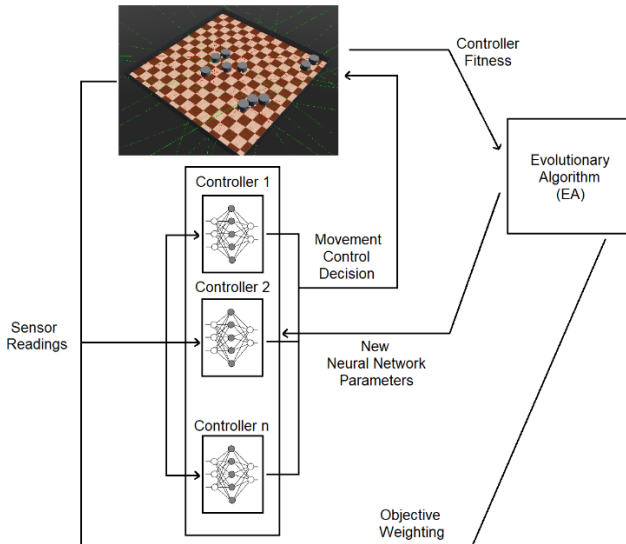 Controller
Fitness
Evolutionary
Algorithm
(EA)
Controller 1
Movement
Control
Decision
Controller 2
Sensor
Readings
New
Neural Network
Parameters
Controller n
Objective
Weighting